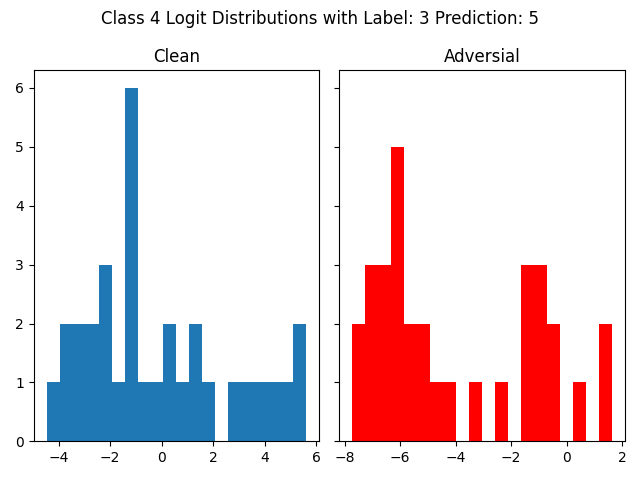 Class 4 Logit Distributions with Label: 3 Prediction: 5
Clean
Adversial
6
5
4
3
2
1
0
−4 −2 0 2 4 6
−8 −6 −4 −2 0 2